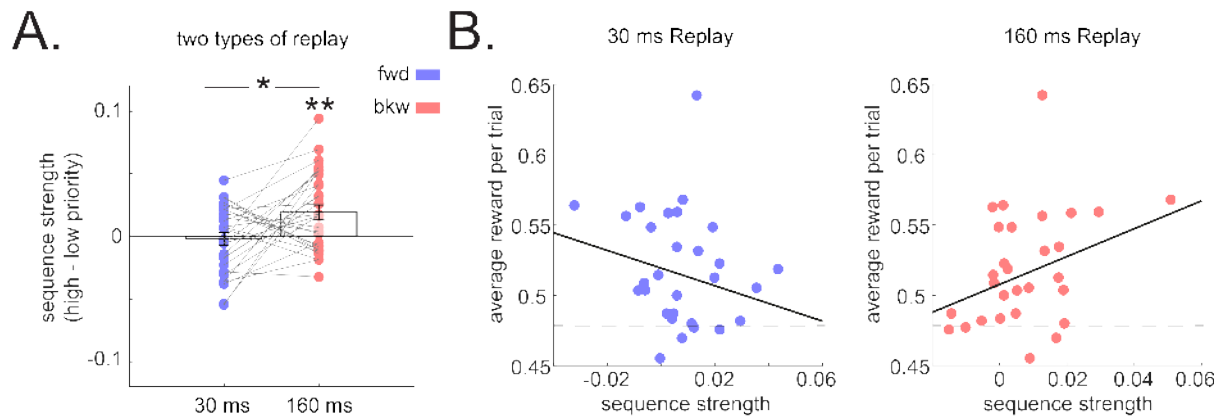 A.
two types of replay
fwd
bkw
*
**
sequence strength
(high - low priority)
0.1
0
-0.1
30 ms
160 ms
B.
30 ms Replay
average reward per trial
0.65
0.6
0.55
0.5
0.45
-0.02
0.02
0.06
sequence strength
160 ms Replay
average reward per trial
0.65
0.6
0.55
0.5
0.45
0
0.02
0.04
0.06
sequence strength